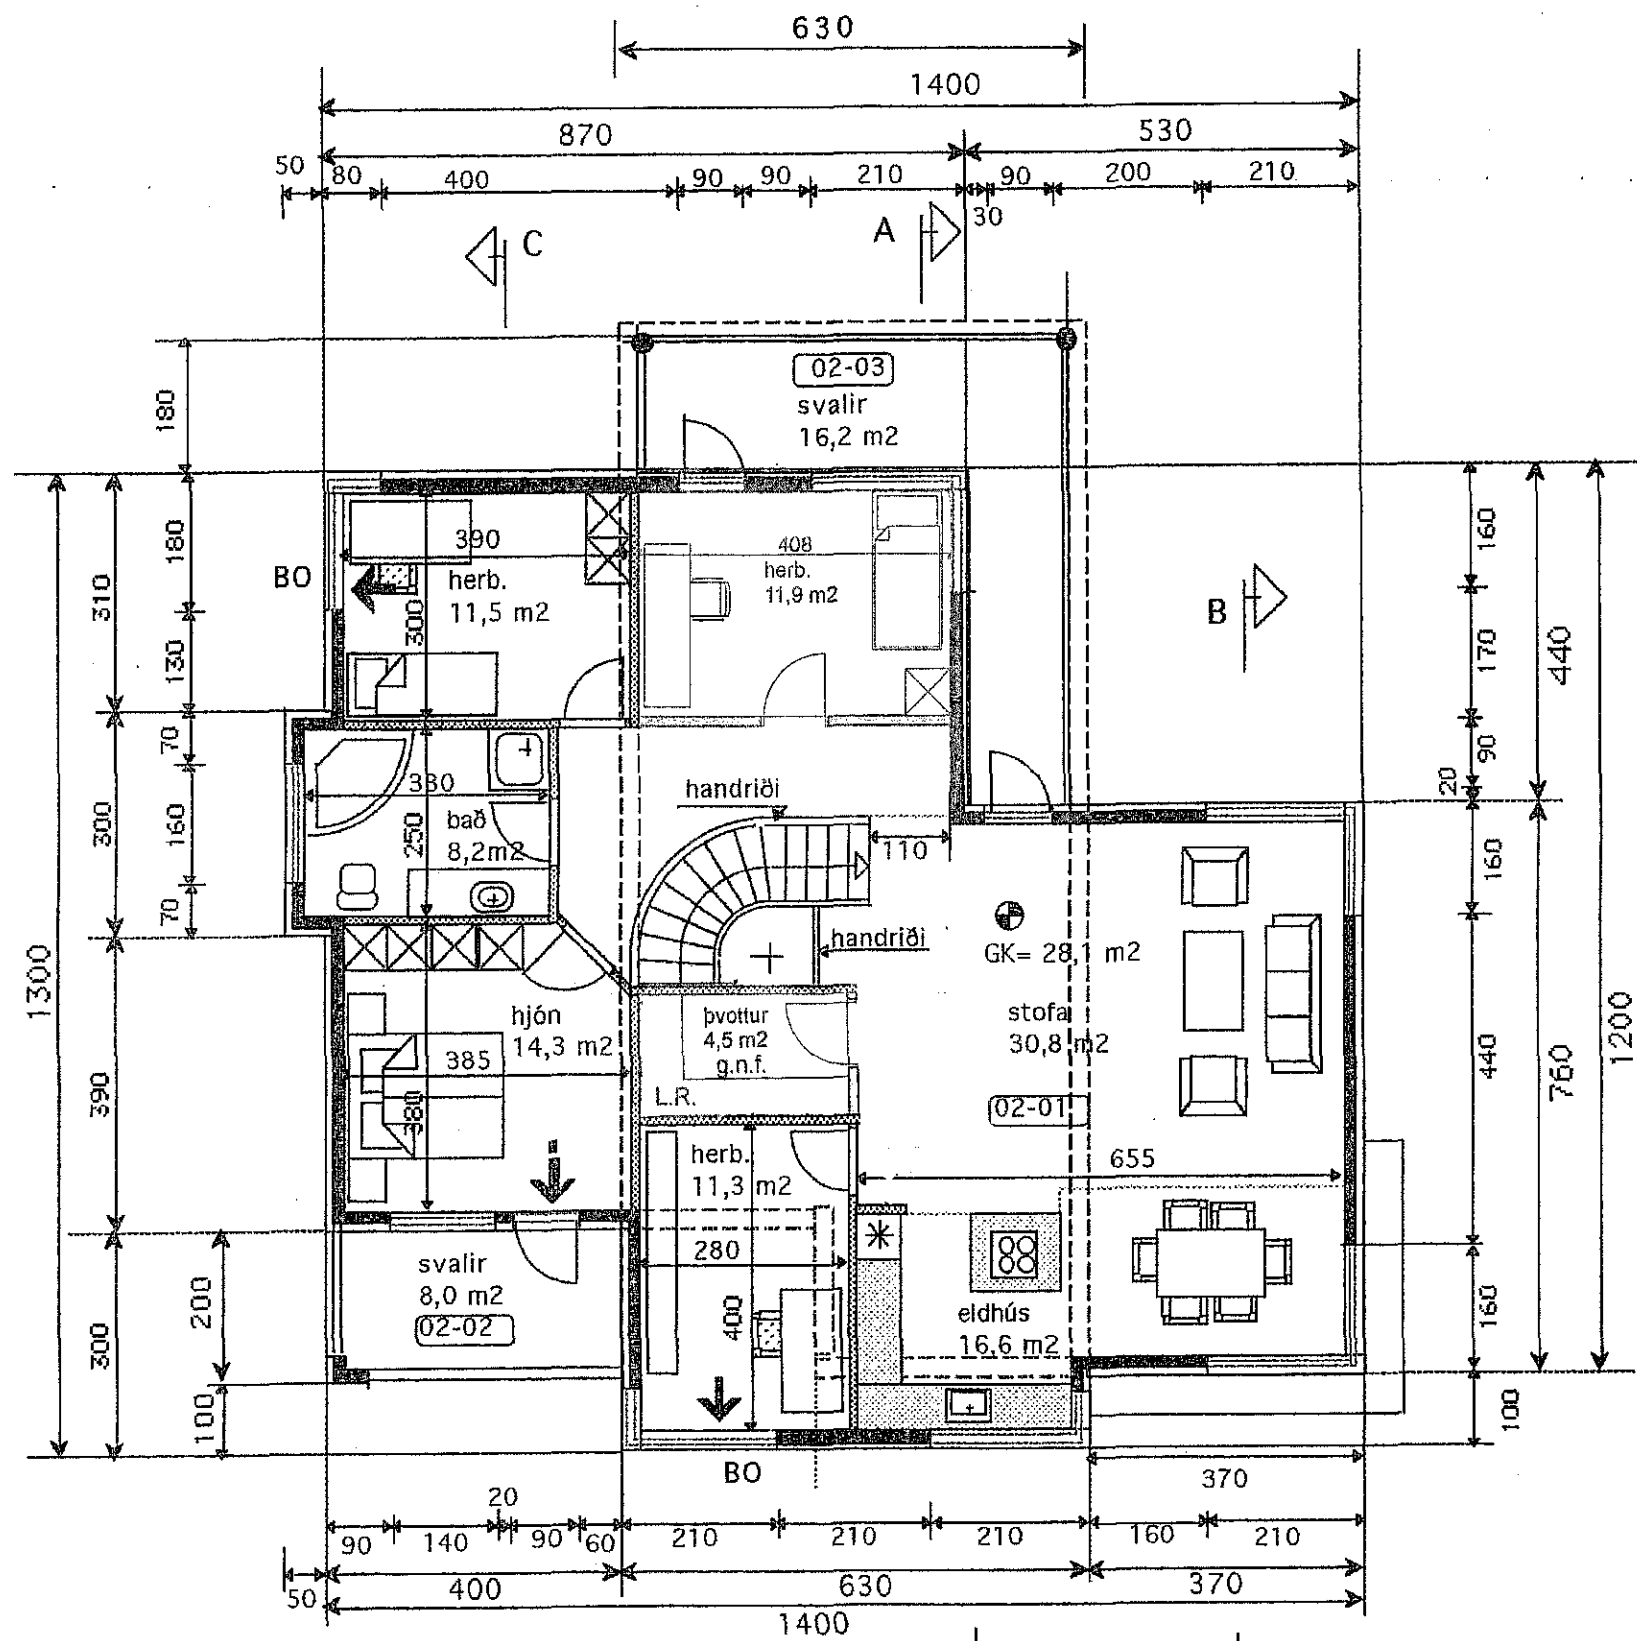 630
1400
870 530
50 80 400 90 90 210 90 200 210
30
C A
02-03
svalir
16,2 m2
180
BO
390
herb.
11,5 m2
300
408
herb.
11,9 m2
B
310
180
130
160
170
90
20
440
70
160
70
300
330
bað
8,2m2
250
handriði
110
handriði
GK= 28,1 m2
stofa
30,8 m2
02-01
655
160
440
160
100
760
1200
1300
390
hjón
14,3 m2
385
380
þvottur
4,5 m2
g.n.f.
L.R.
herb.
11,3 m2
280
400
eldhús
16,6 m2
svalir
8,0 m2
02-02
300
200
100
BO
370
20
90 140 90 60 210 210 210 160 210
50 400 630 370
1400